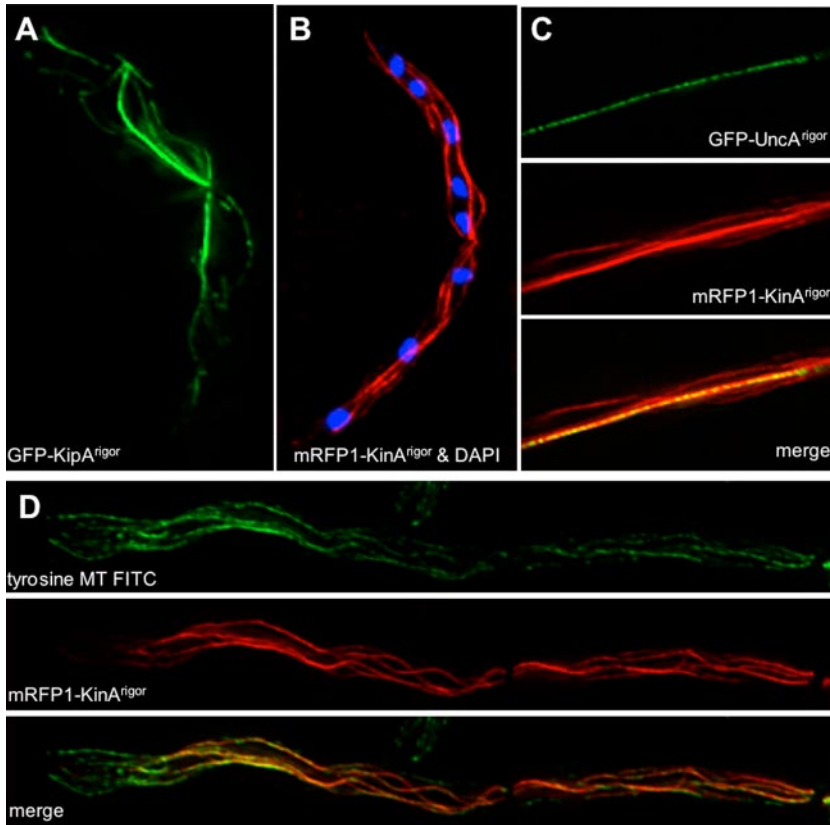 A
B
C
GFP-UncArigor
mRFP1-KinArigor
merge
GFP-KipArigor
mRFP1-KinArigor & DAPI
D
tyrosine MT FITC
mRFP1-KinArigor
merge